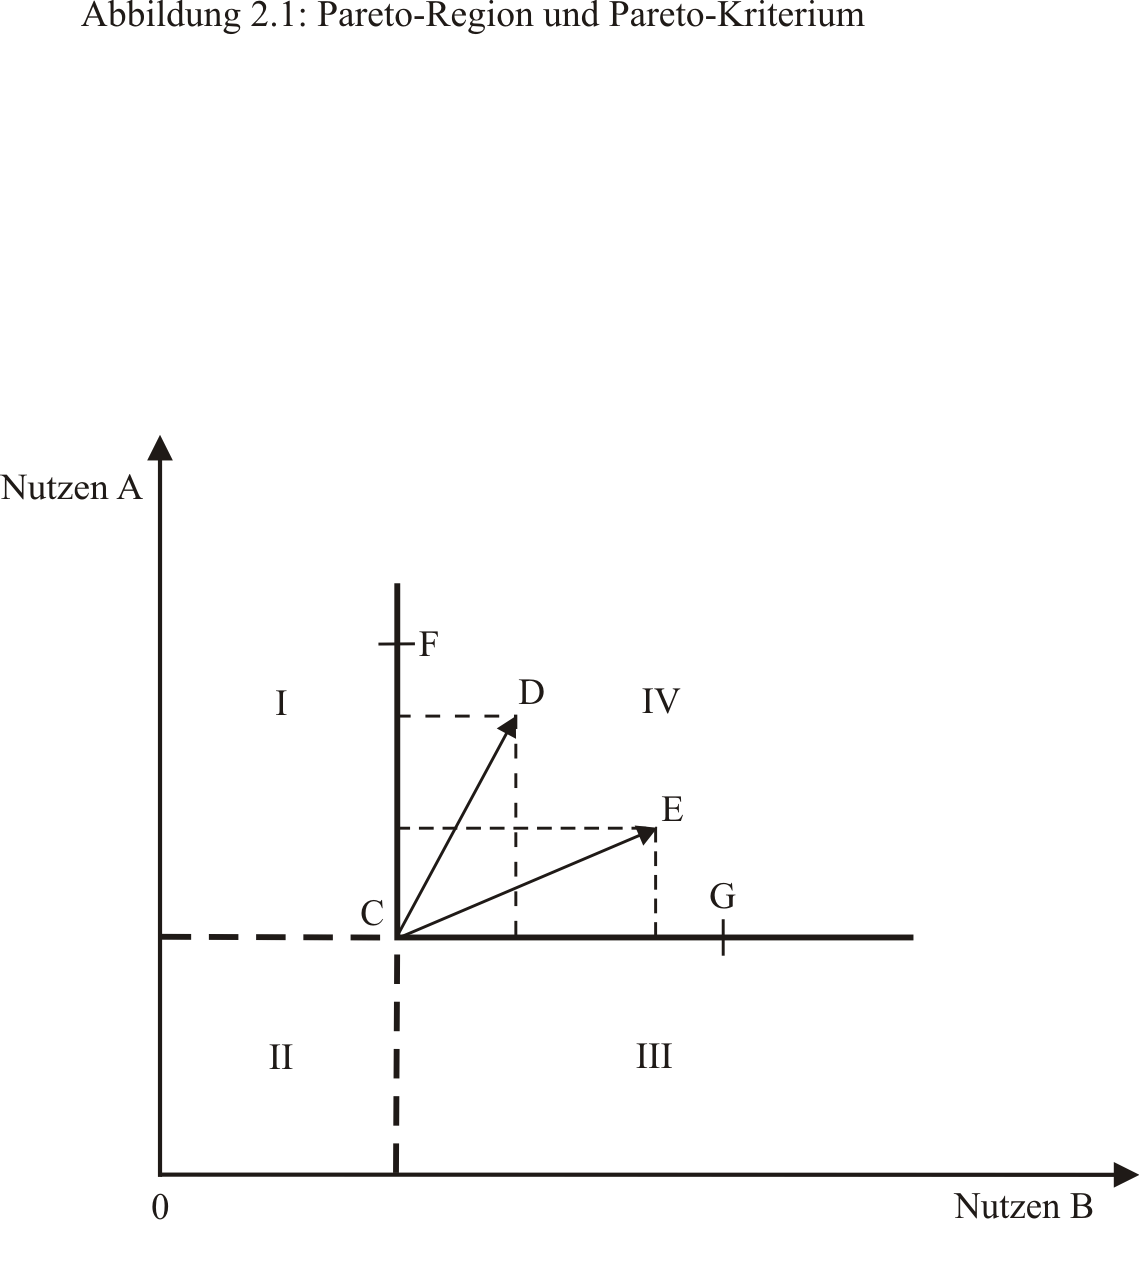 Abbildung 2.1: Pareto-Region und Pareto-Kriterium
Nutzen A
F
I
D
IV
E
C
G
II
III
0
Nutzen B